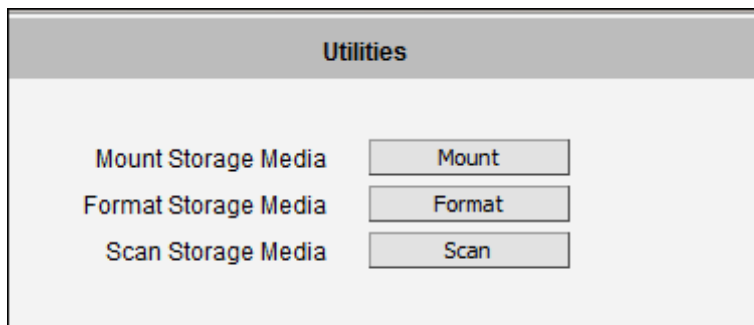 Utilities
Mount Storage Media Mount
Format Storage Media Format
Scan Storage Media Scan